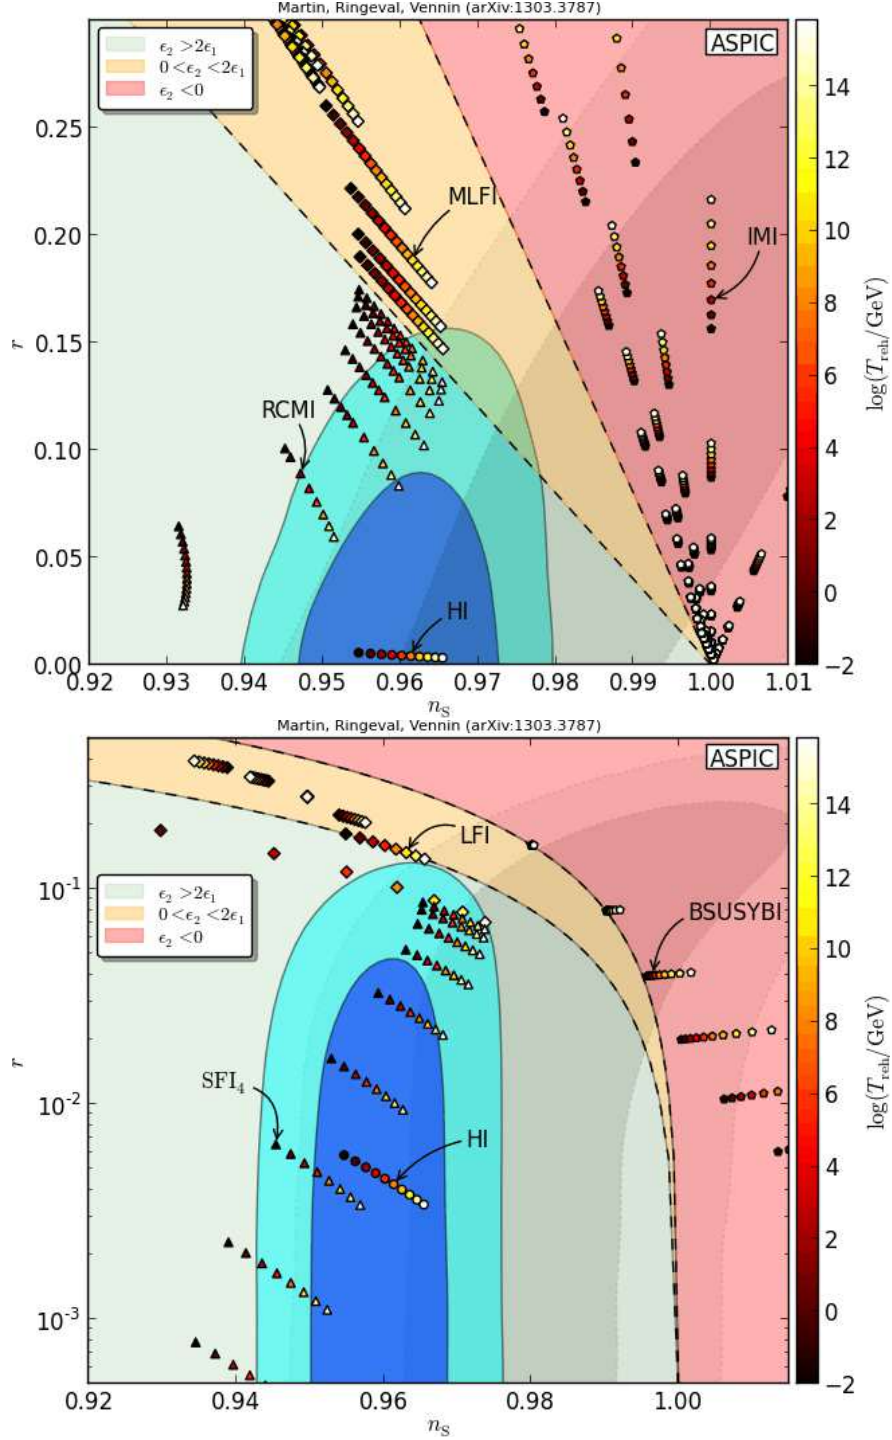 Martin, Ringeval, Vennin (arXiv:1303.3787)
ASPIC
ϵ₂ > 2ϵ₁
0 < ϵ₂ < 2ϵ₁
ϵ₂ < 0
MLFI
IMI
RCMI
HI
r
0.25
0.20
0.15
0.10
0.05
0.00
0.92 0.93 0.94 0.95 0.96 0.97 0.98 0.99 1.00 1.01
n_S
14
12
10
8
6
4
2
0
−2
log(T_reh/GeV)
Martin, Ringeval, Vennin (arXiv:1303.3787)
ASPIC
LFI
ϵ₂ > 2ϵ₁
0 < ϵ₂ < 2ϵ₁
ϵ₂ < 0
BSUSYBI
SFI₄
HI
r
10⁻¹
10⁻²
10⁻³
0.92 0.94 0.96 0.98 1.00
n_S
14
12
10
8
6
4
2
0
−2
log(T_reh/GeV)